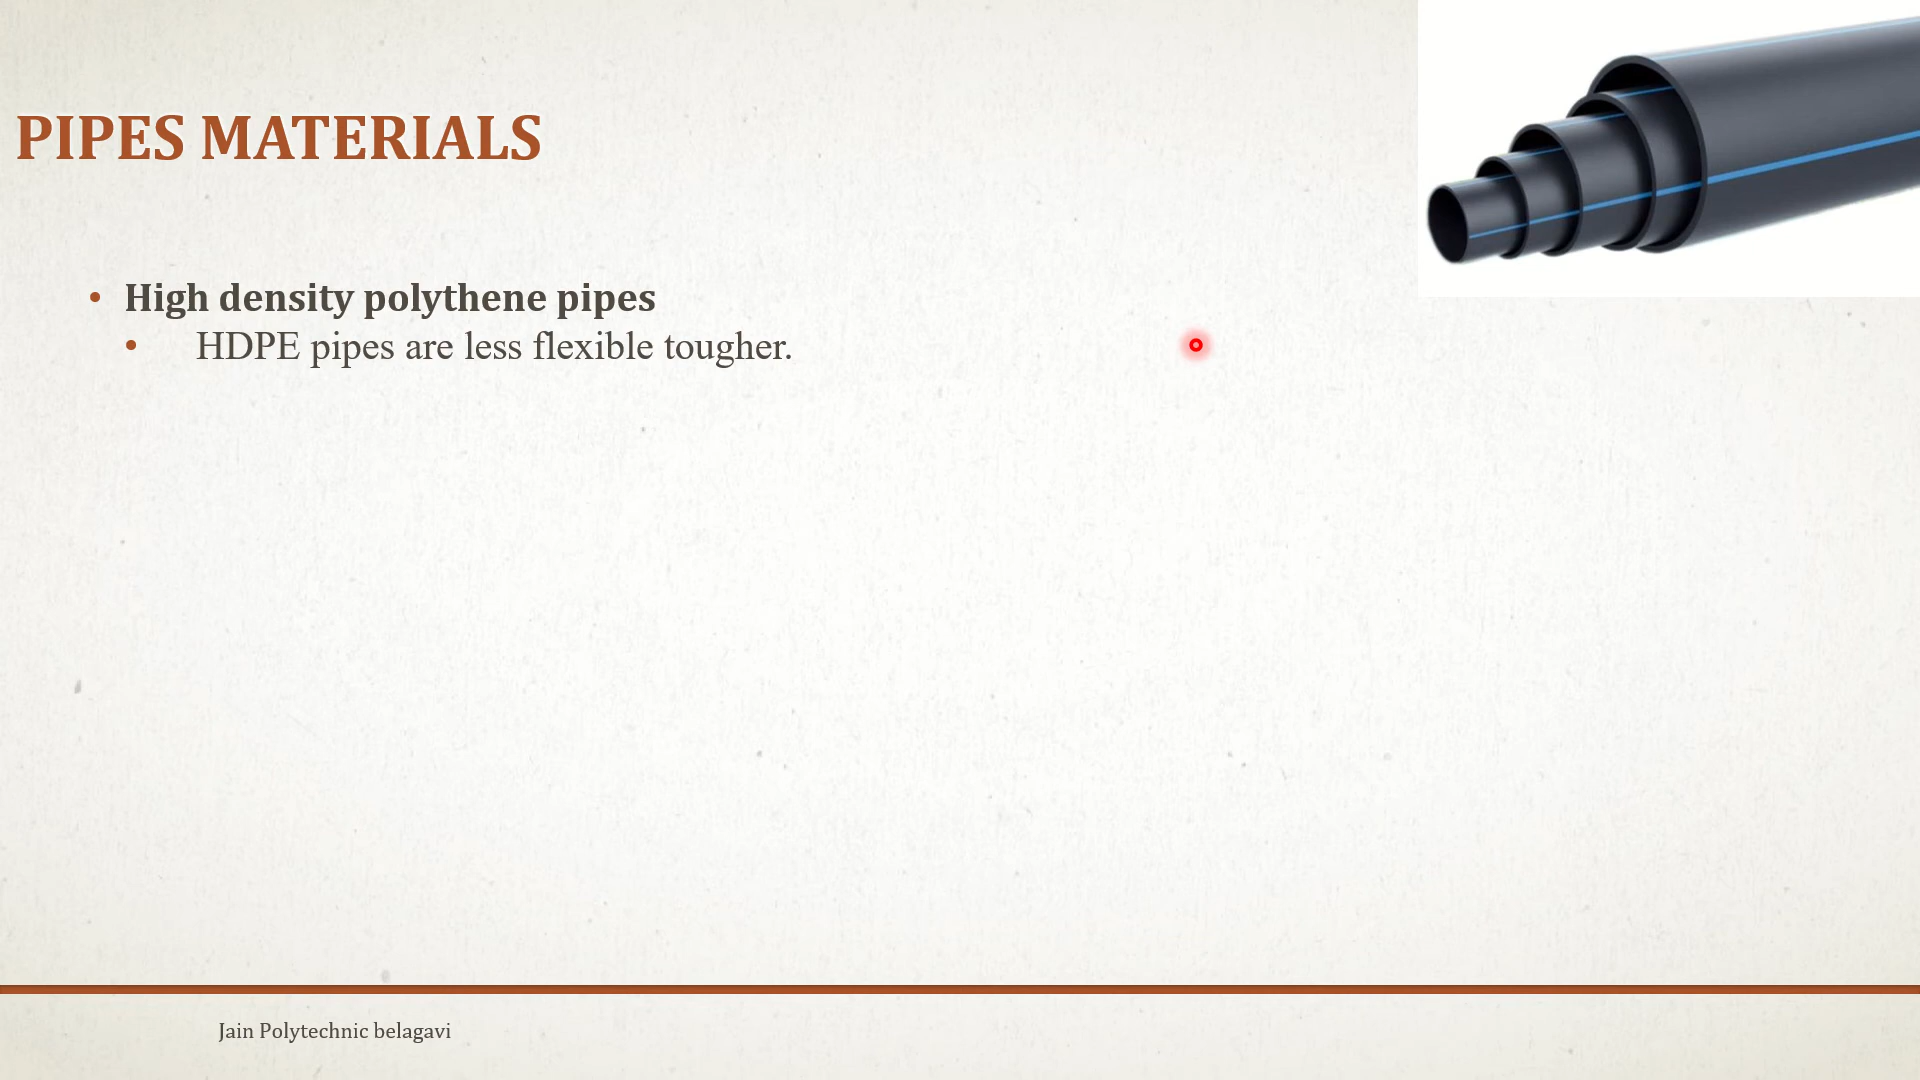 PIPES MATERIALS
• High density polythene pipes
• HDPE pipes are less flexible tougher.
Jain Polytechnic belagavi